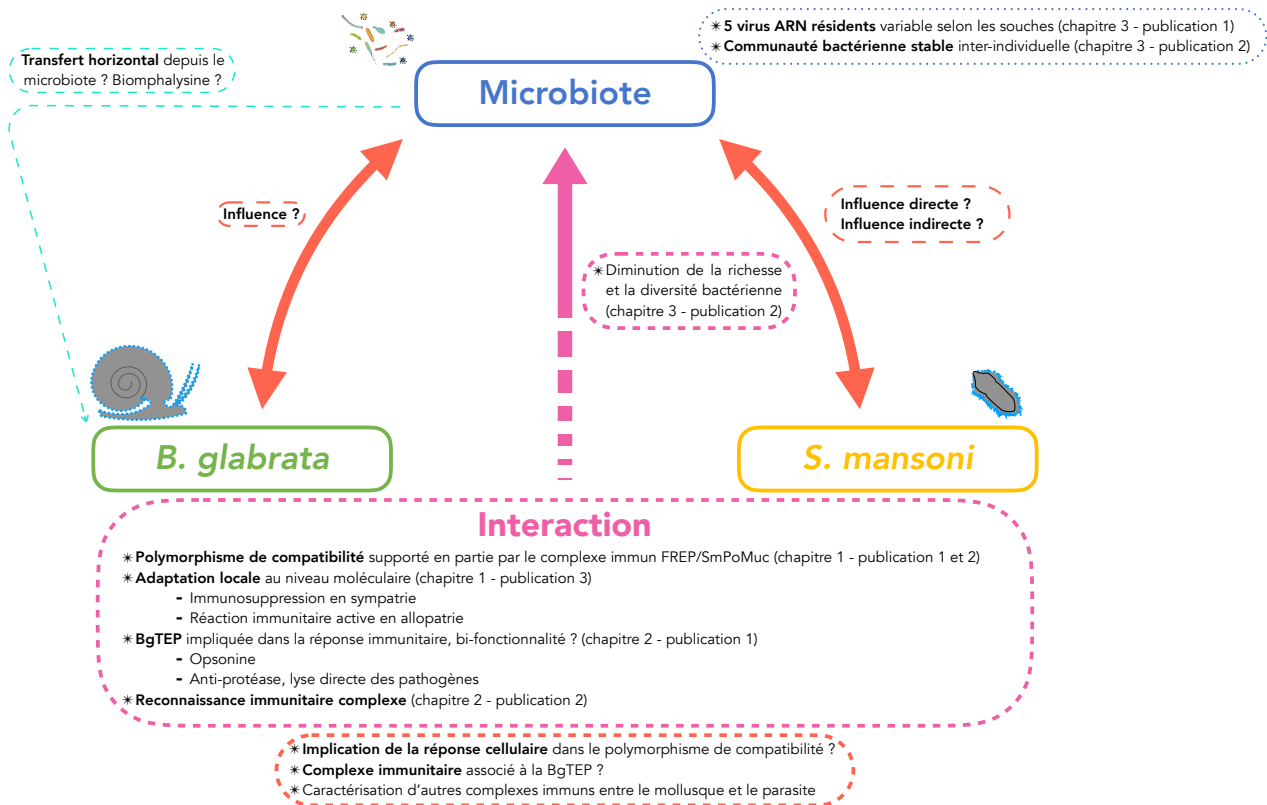 ✴ 5 virus ARN résidents variable selon les souches (chapitre 3 - publication 1)
✴ Communauté bactérienne stable inter-individuelle (chapitre 3 - publication 2)
Transfert horizontal depuis le
microbiote ? Biomphalysine ?
Microbiote
Influence ?
Influence directe ?
Influence indirecte ?
✴ Diminution de la richesse
et la diversité bactérienne
(chapitre 3 - publication 2)
B. glabrata
S. mansoni
Interaction
✴ Polymorphisme de compatibilité supporté en partie par le complexe immun FREP/SmPoMuc (chapitre 1 - publication 1 et 2)
✴ Adaptation locale au niveau moléculaire (chapitre 1 - publication 3)
- Immunosuppression en sympatrie
- Réaction immunitaire active en allopatrie
✴ BgTEP impliquée dans la réponse immunitaire, bi-fonctionnalité ? (chapitre 2 - publication 1)
- Opsonine
- Anti-protéase, lyse directe des pathogènes
✴ Reconnaissance immunitaire complexe (chapitre 2 - publication 2)
✴ Implication de la réponse cellulaire dans le polymorphisme de compatibilité ?
✴ Complexe immunitaire associé à la BgTEP ?
✴ Caractérisation d'autres complexes immuns entre le mollusque et le parasite